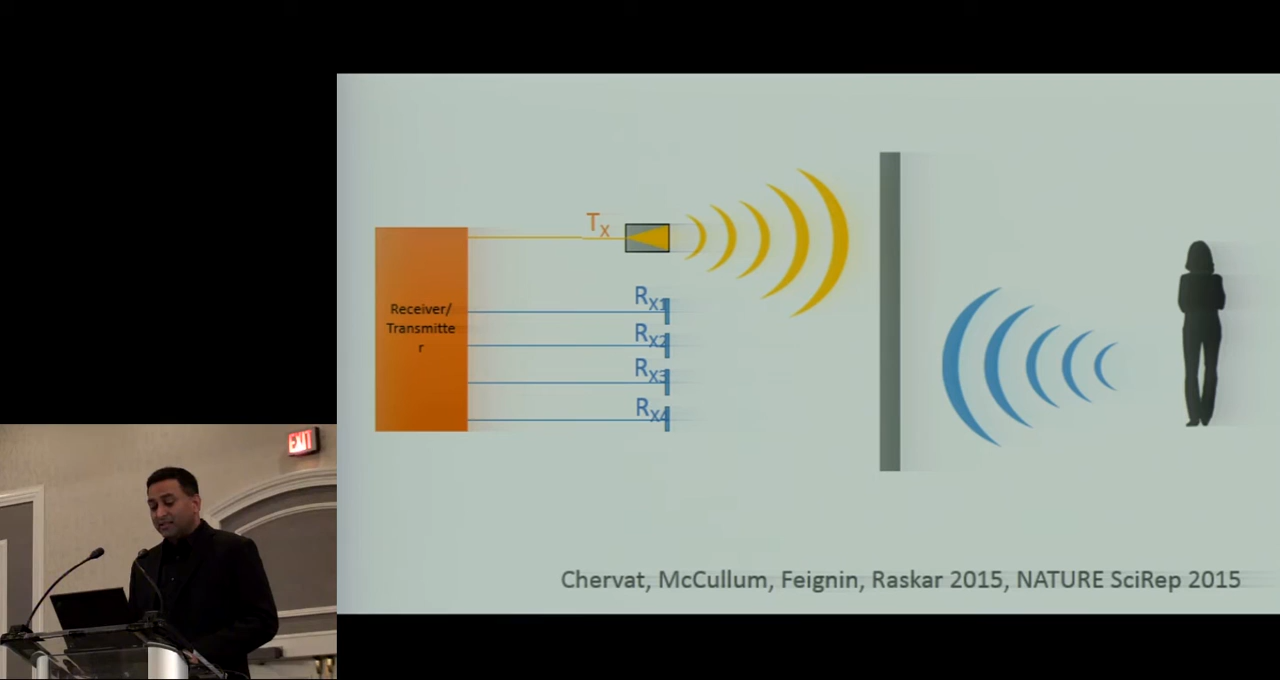 TX
RX1
Receiver/
Transmitte
r
RX2
RX3
RX4
EXIT
Chervat, McCullum, Feignin, Raskar 2015, NATURE SciRep 2015